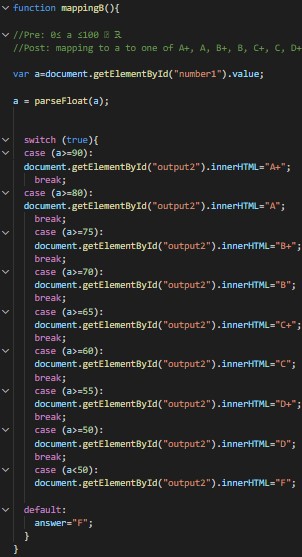 function mappingB(){
//Pre: 0≤ a ≤100 ∃ ℝ
//Post: mapping to a to one of A+, A, B+, B, C+, C, D+
var a=document.getElementById("number1").value;
a = parseFloat(a);
switch (true){
case (a>=90):
document.getElementById("output2").innerHTML="A+";
break;
case (a>=80):
document.getElementById("output2").innerHTML="A";
break;
case (a>=75):
document.getElementById("output2").innerHTML="B+";
break;
case (a>=70):
document.getElementById("output2").innerHTML="B";
break;
case (a>=65):
document.getElementById("output2").innerHTML="C+";
break;
case (a>=60):
document.getElementById("output2").innerHTML="C";
break;
case (a>=55):
document.getElementById("output2").innerHTML="D+";
break;
case (a>=50):
document.getElementById("output2").innerHTML="D";
break;
case (a<50):
document.getElementById("output2").innerHTML="F";
default:
answer="F";
}
}